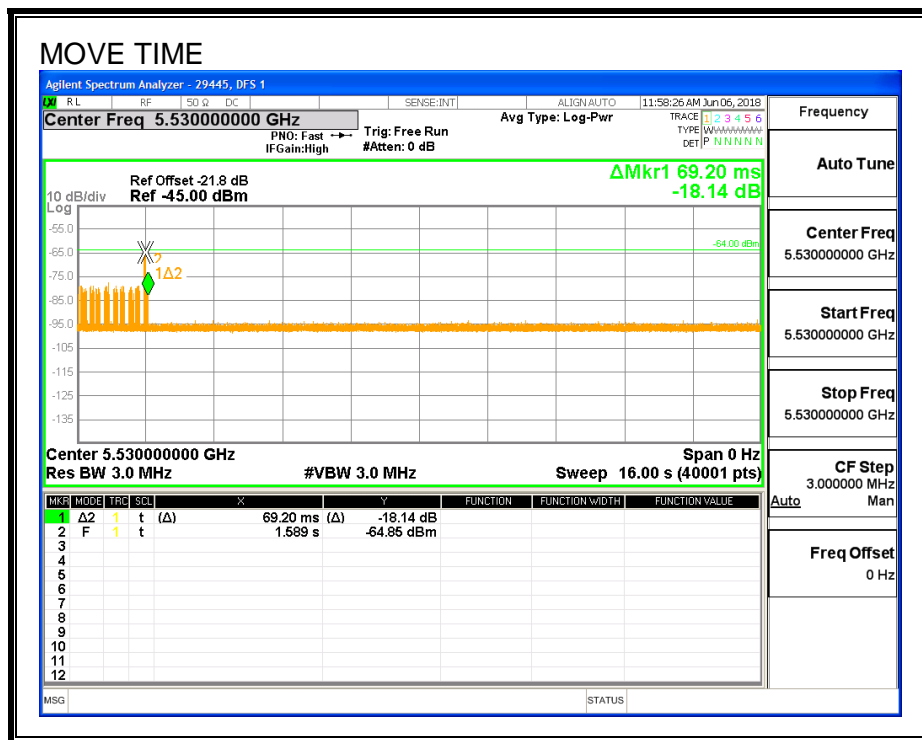 MOVE TIME
Agilent Spectrum Analyzer - 29445, DFS 1
LXI RL RF 50 Ω DC SENSE:INT ALIGN AUTO 11:58:26 AM Jun 06, 2018
Center Freq 5.530000000 GHz
PNO: Fast
IFGain:High
Trig: Free Run
#Atten: 0 dB
Avg Type: Log-Pwr
TRACE 1 2 3 4 5 6
TYPE WWWWWW
DET P N N N N N
ΔMkr1 69.20 ms
-18.14 dB
Ref Offset -21.8 dB
10 dB/div Ref -45.00 dBm
Log
-55.0
-64.00 dBm
-65.0
2
1Δ2
-75.0
-85.0
-95.0
-105
-115
-125
-135
Center 5.530000000 GHz Span 0 Hz
Res BW 3.0 MHz #VBW 3.0 MHz Sweep 16.00 s (40001 pts)
MKR MODE TRC SCL X Y FUNCTION FUNCTION WIDTH FUNCTION VALUE
1 Δ2 1 t (Δ) 69.20 ms (Δ) -18.14 dB
2 F 1 t 1.589 s -64.85 dBm
3
4
5
6
7
8
9
10
11
12
MSG STATUS
Frequency
Auto Tune
Center Freq
5.530000000 GHz
Start Freq
5.530000000 GHz
Stop Freq
5.530000000 GHz
CF Step
3.000000 MHz
Auto Man
Freq Offset
0 Hz